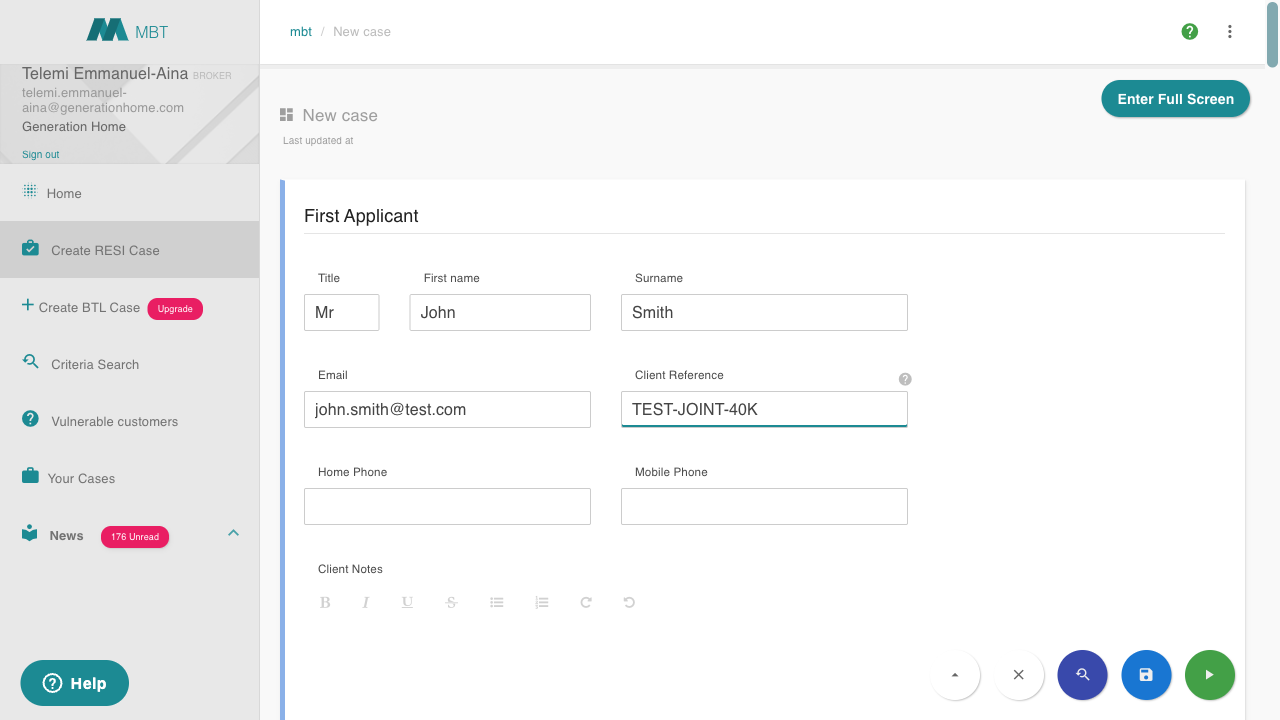 MBT
Telemi Emmanuel-Aina BROKER
telemi.emmanuel-
aina@generationhome.com
Generation Home
Sign out
Home
Create RESI Case
Create BTL Case Upgrade
Criteria Search
Vulnerable customers
Your Cases
News 176 Unread
Help
mbt / New case
Enter Full Screen
New case
Last updated at
First Applicant
Title First name Surname
Mr John Smith
Email Client Reference
john.smith@test.com TEST-JOINT-40K
Home Phone Mobile Phone
Client Notes
B I U S